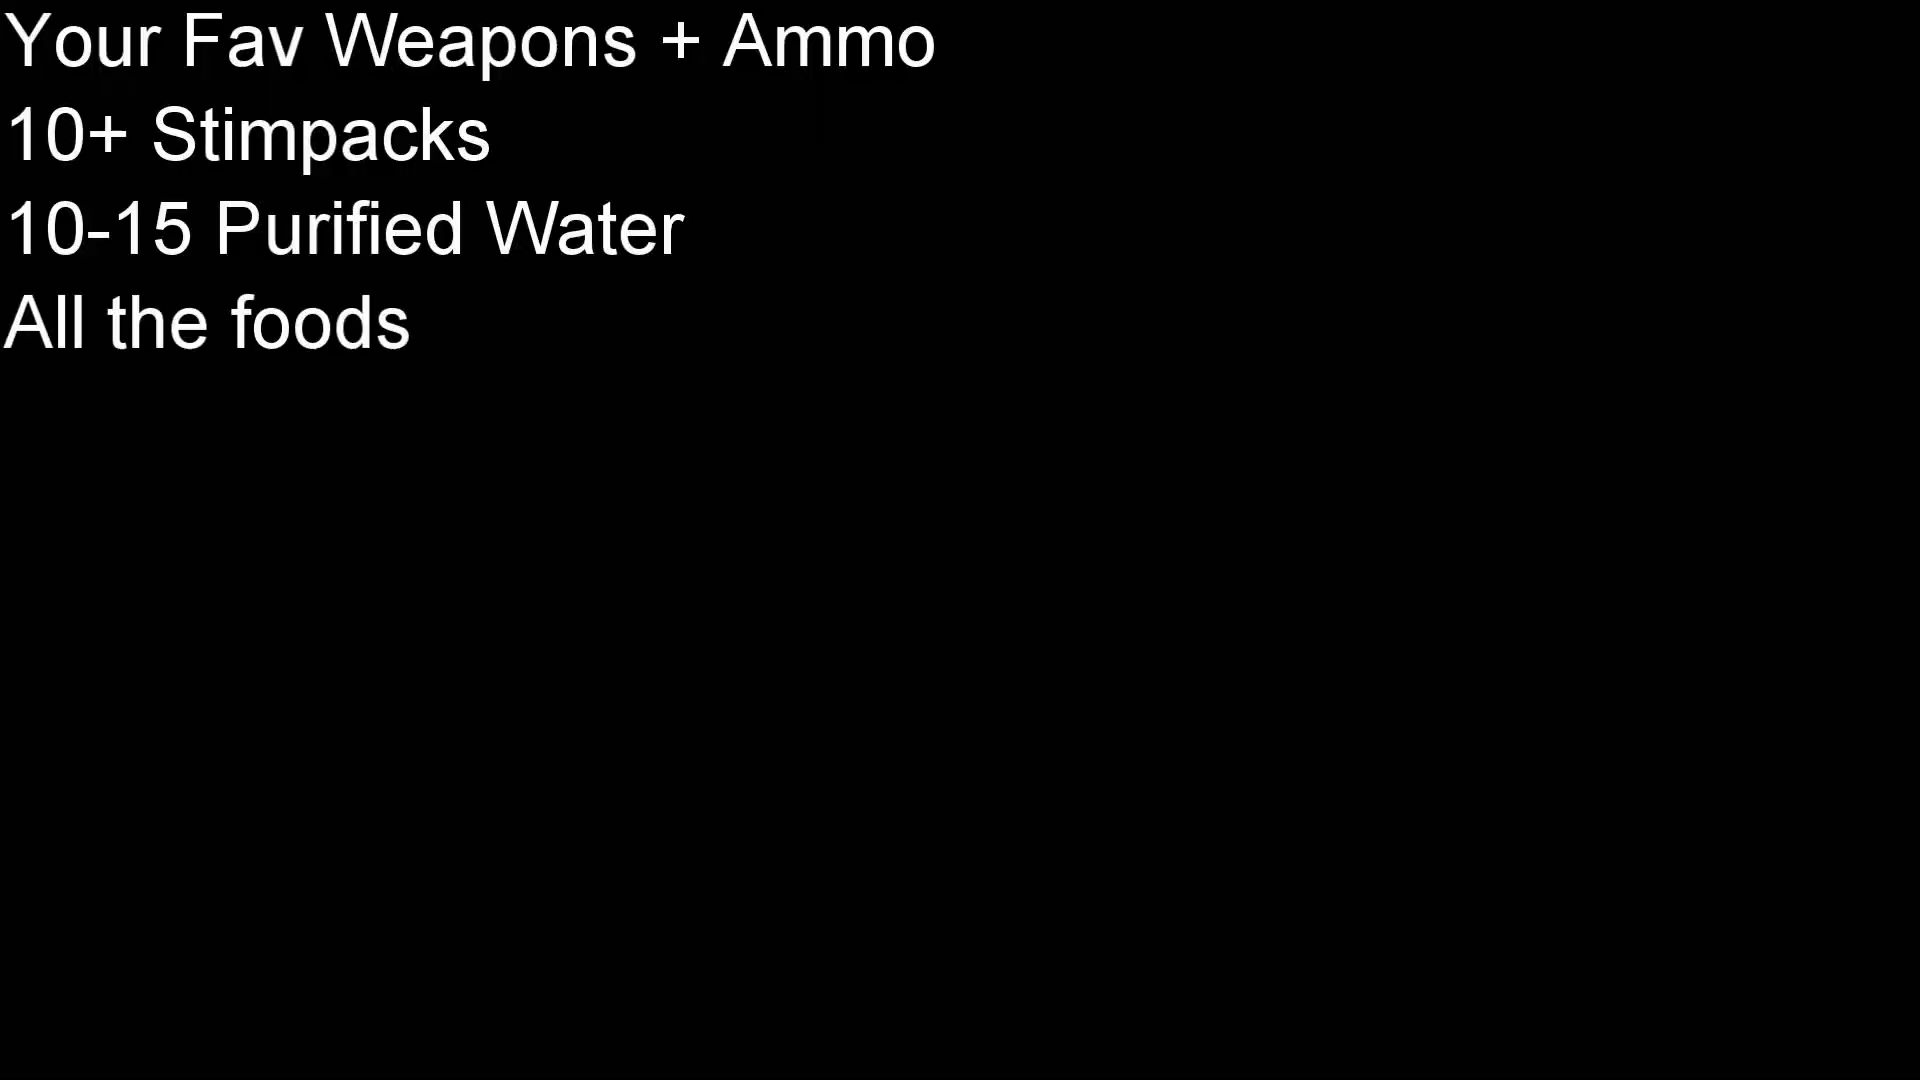 Your Fav Weapons + Ammo
10+ Stimpacks
10-15 Purified Water
All the foods